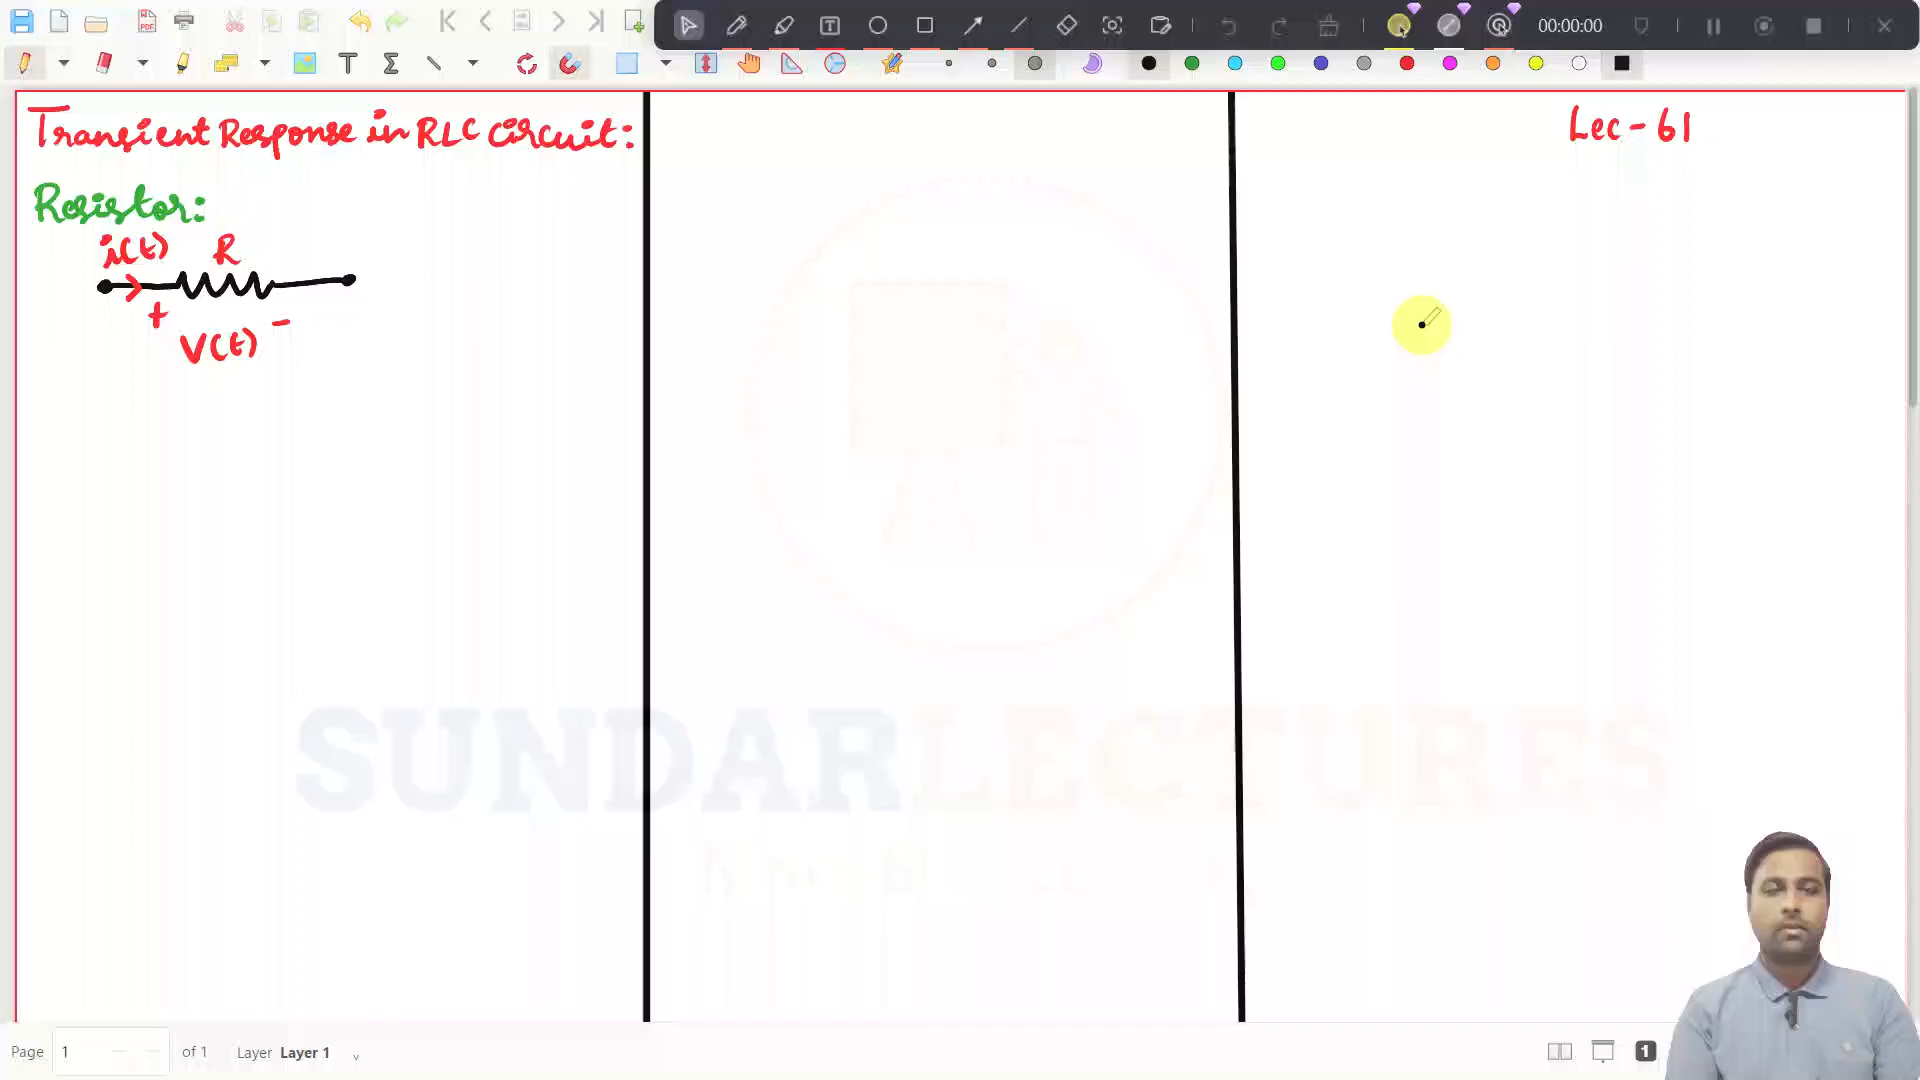 00:00:00
Transient Response in RLC circuit:
Lec-61
Resistor:
i(t) R
+ -
V(t)
SUNDARLECTURES
Page 1 of 1 Layer Layer 1
1